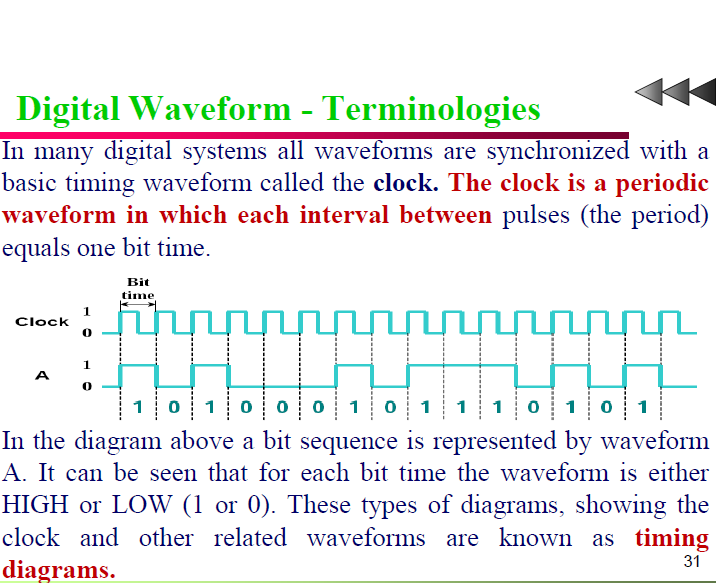 Digital Waveform - Terminologies
In many digital systems all waveforms are synchronized with a
basic timing waveform called the clock. The clock is a periodic
waveform in which each interval between pulses (the period)
equals one bit time.
Bit
time
Clock
1
0
A
1
0
1 0 1 0 0 0 1 0 1 1 1 0 1 0 1
In the diagram above a bit sequence is represented by waveform
A. It can be seen that for each bit time the waveform is either
HIGH or LOW (1 or 0). These types of diagrams, showing the
clock and other related waveforms are known as timing
diagrams.
31